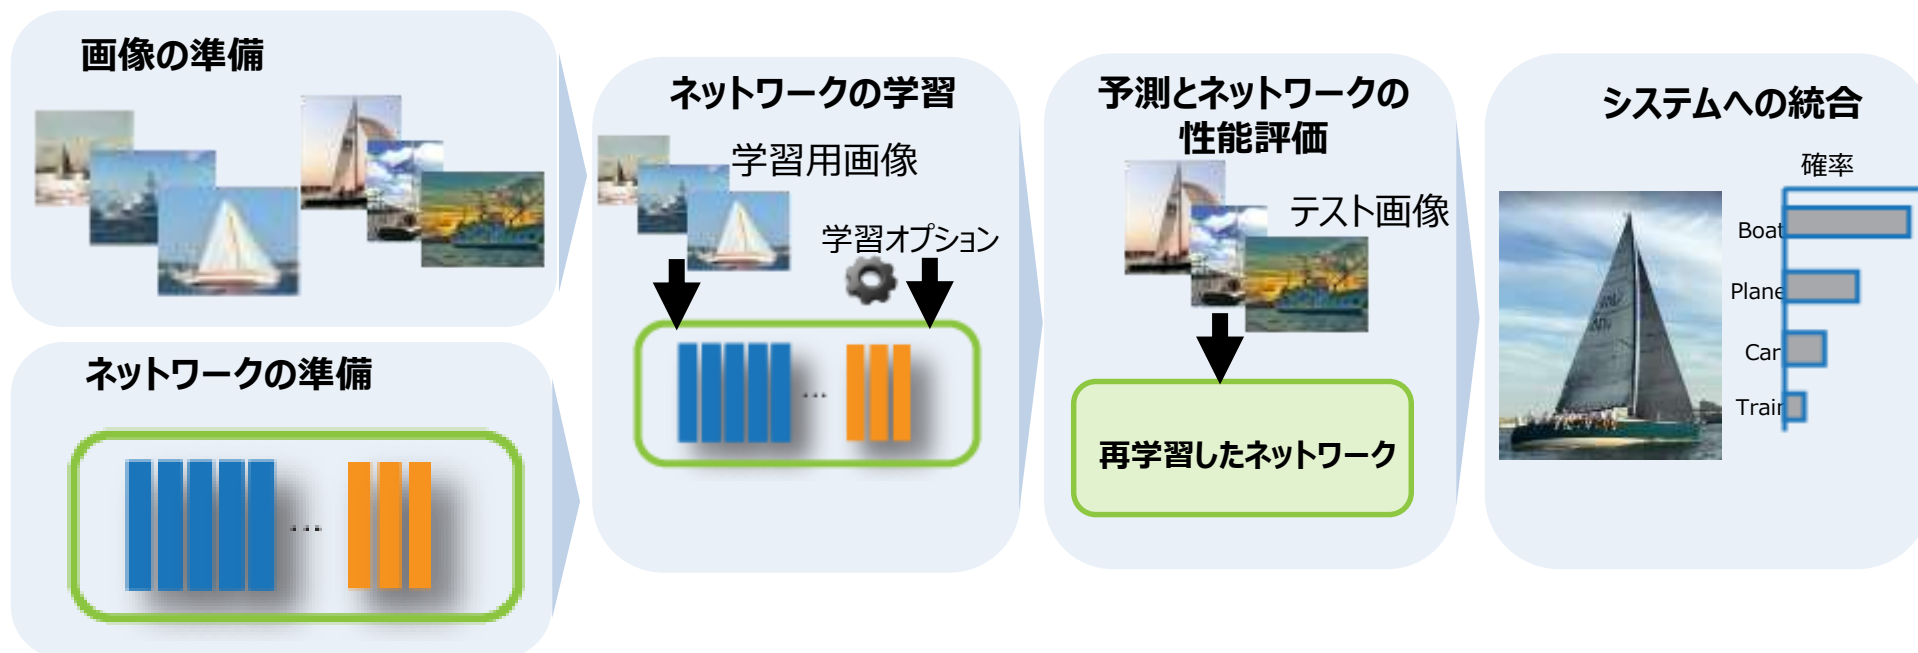 画像の準備
ネットワークの準備
ネットワークの学習
学習用画像
学習オプション
...
...
予測とネットワークの
性能評価
テスト画像
再学習したネットワーク
システムへの統合
確率
Boat
Plane
Car
Train